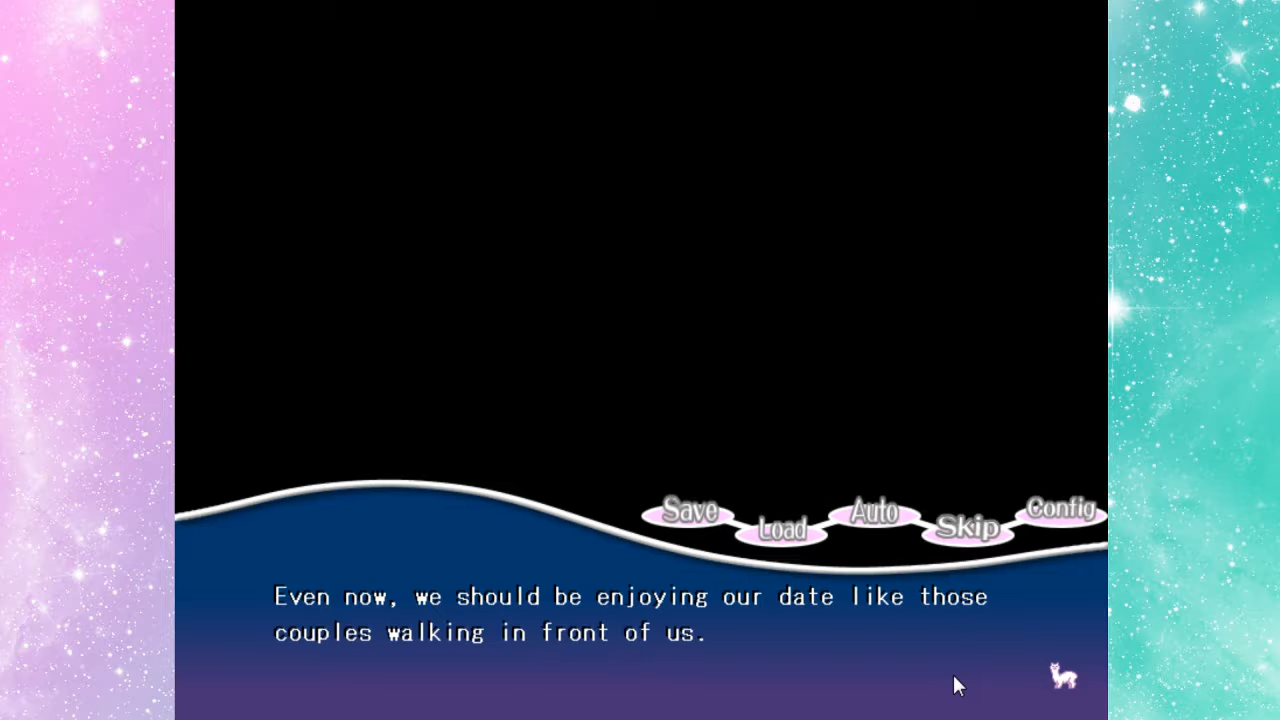 Save
Load
Auto
Skip
Config
Even now, we should be enjoying our date like those
couples walking in front of us.